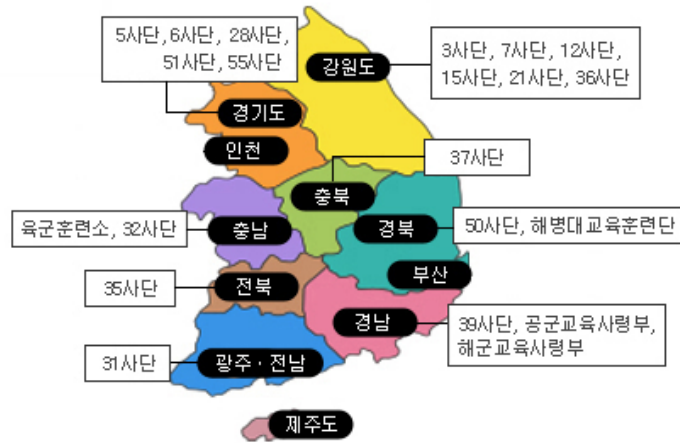 5사단, 6사단, 28사단,
51사단, 55사단
강원도
3사단, 7사단, 12사단,
15사단, 21사단, 36사단
경기도
인천
37사단
충북
육군훈련소, 32사단
충남
경북
50사단, 해병대교육훈련단
부산
35사단
전북
경남
39사단, 공군교육사령부,
해군교육사령부
31사단
광주·전남
제주도